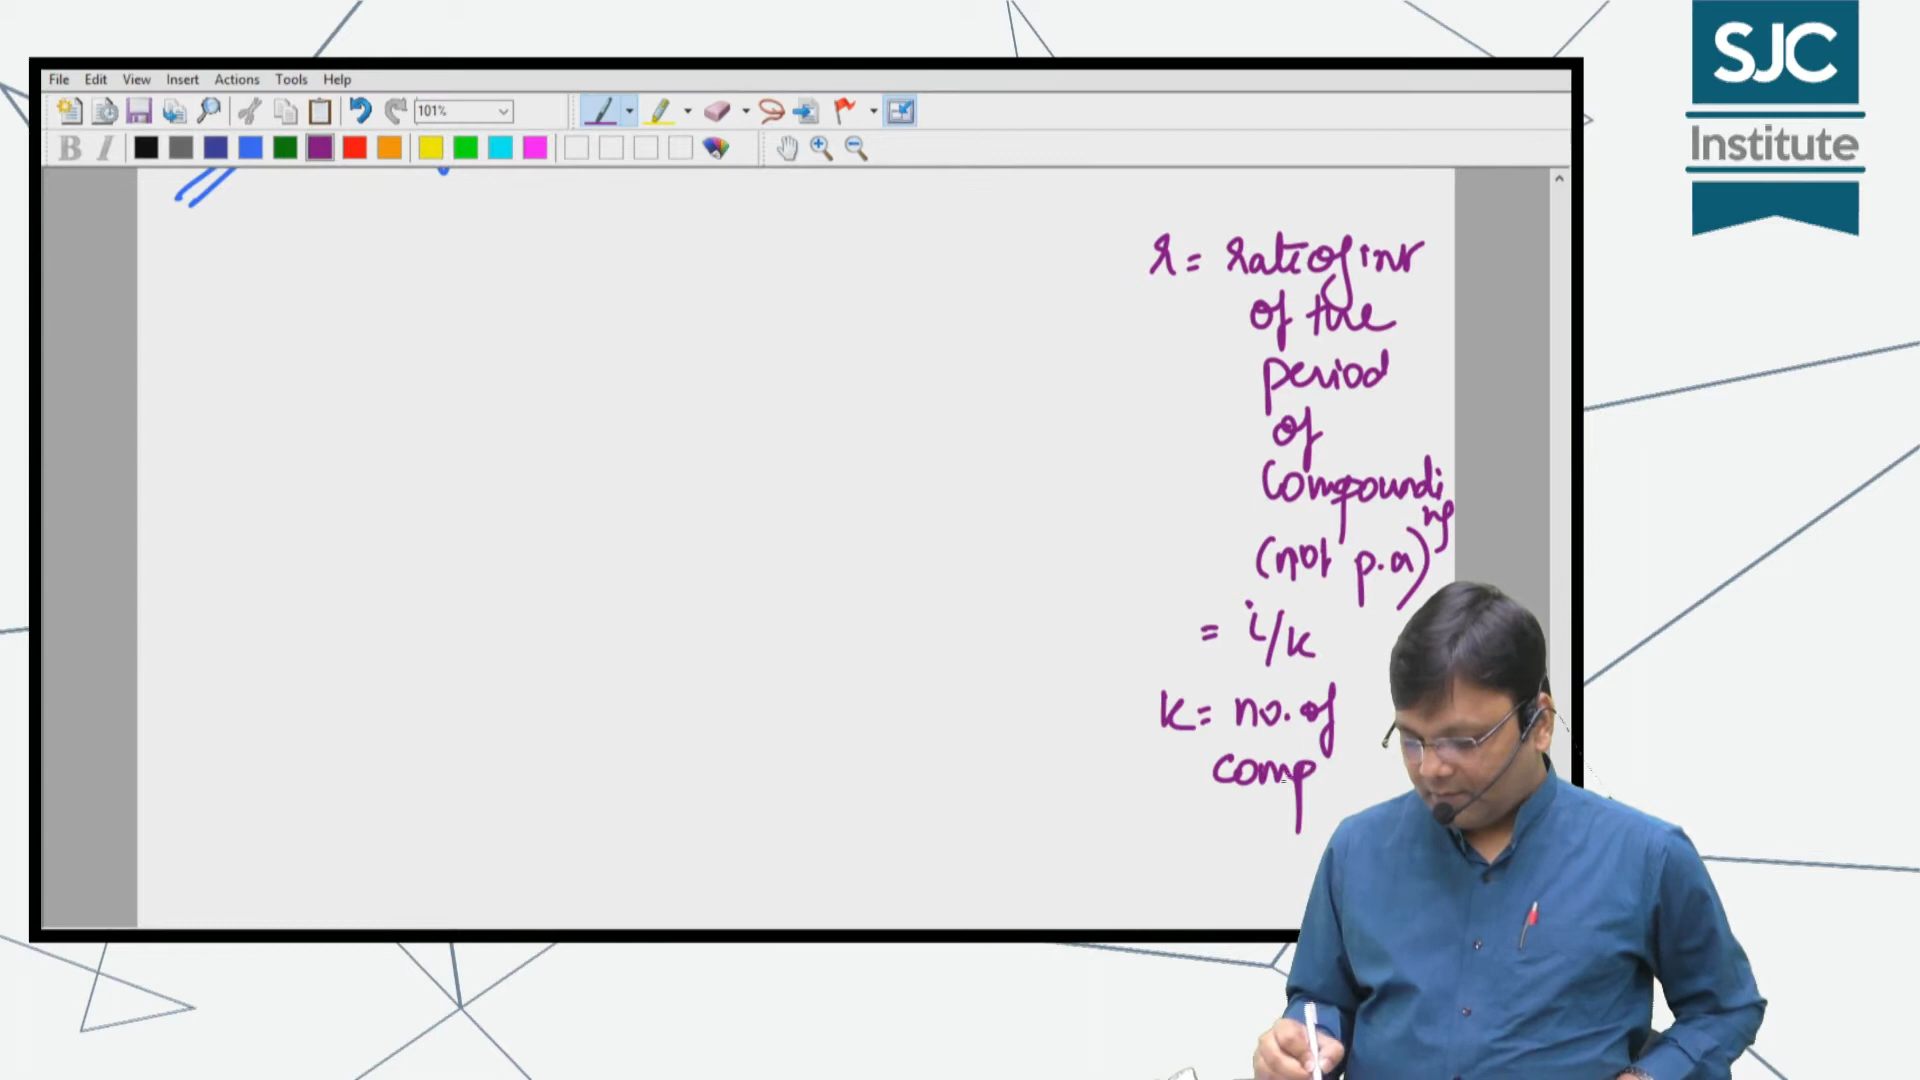 SJC
Institute
File Edit View Insert Actions Tools Help
101%
B I
r = rate of int
of the
period
of
Compounding
(not p.a)
= i/k
k = no. of
comp